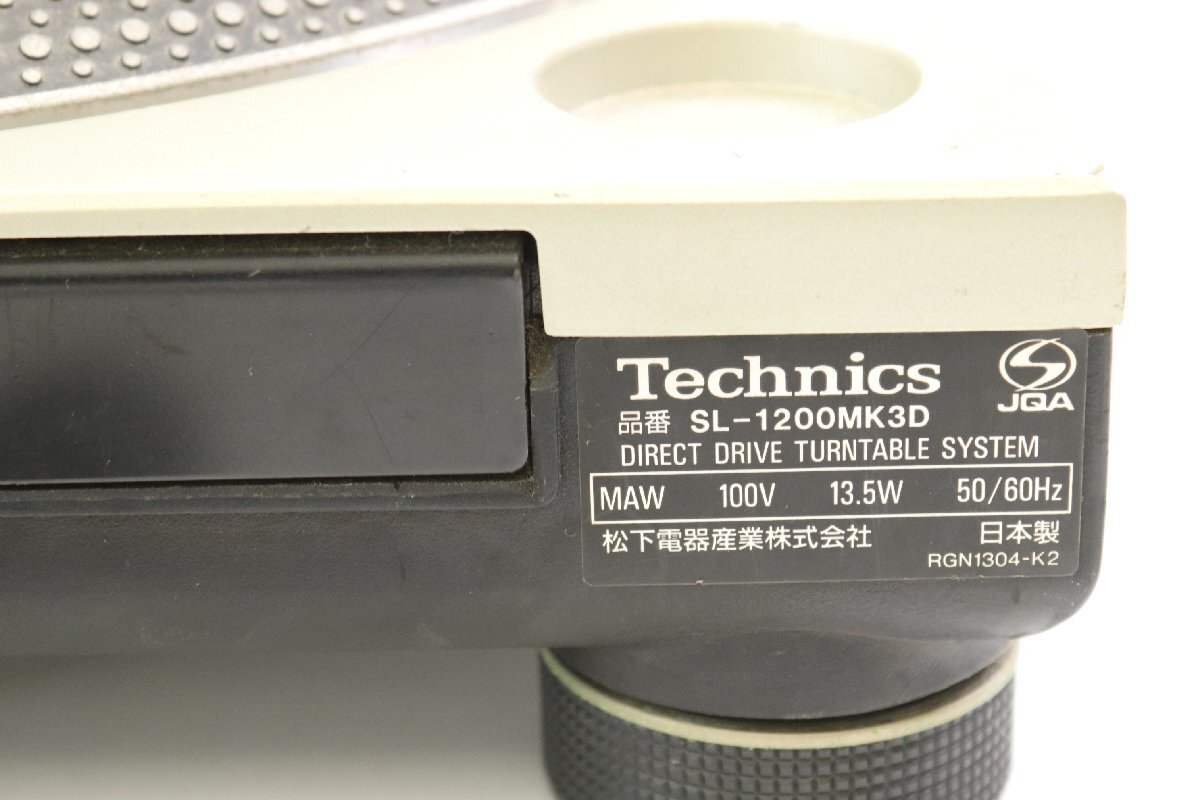 Technics
JQA
品番 SL-1200MK3D
DIRECT DRIVE TURNTABLE SYSTEM
MAW 100V 13.5W 50/60Hz
松下電器産業株式会社 日本製
RGN1304-K2